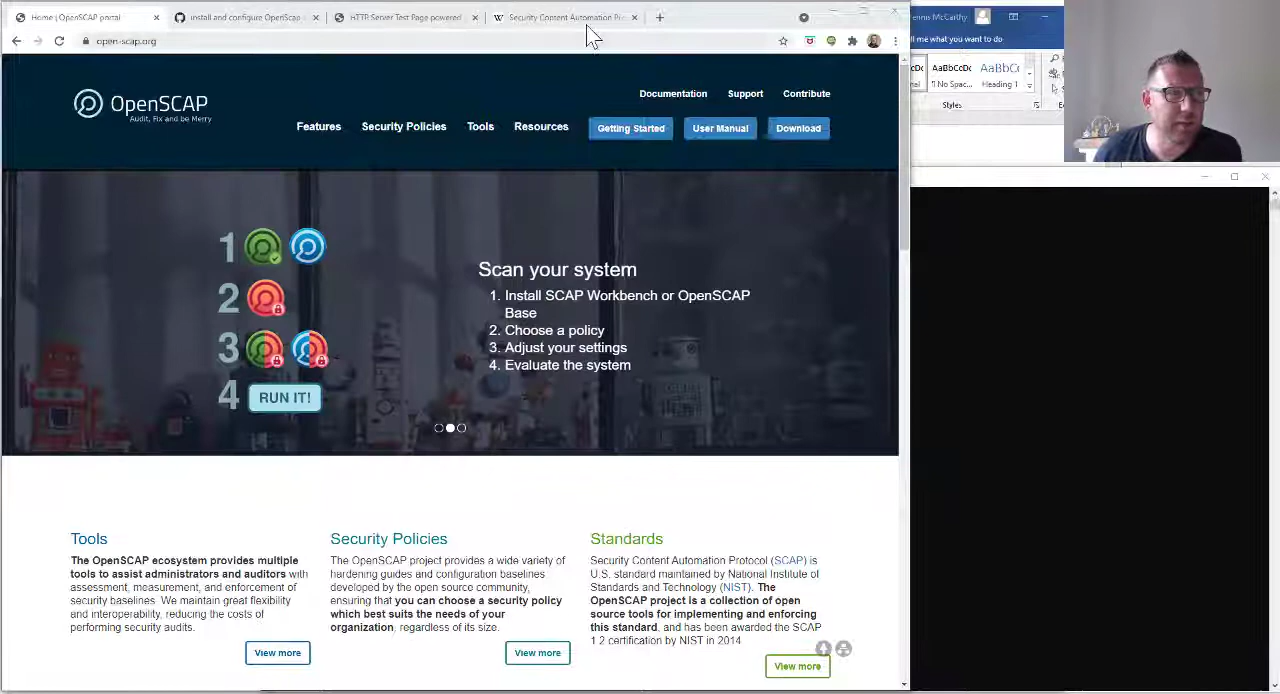 Home | OpenSCAP portal
install and configure OpenSCAP
HTTP Server Test Page powered
Security Content Automation Pr
open-scap.org
ennis McCarthy
ll me what you want to do
AaBbCcDc
AaBbCc
¶ No Spac...
Heading 1
Styles
OpenSCAP
Audit, Fix and be Merry
Documentation
Support
Contribute
Features
Security Policies
Tools
Resources
Getting Started
User Manual
Download
1
2
3
4 RUN IT!
Scan your system
1. Install SCAP Workbench or OpenSCAP
Base
2. Choose a policy
3. Adjust your settings
4. Evaluate the system
Tools
The OpenSCAP ecosystem provides multiple
tools to assist administrators and auditors with
assessment, measurement, and enforcement of
security baselines. We maintain great flexibility
and interoperability, reducing the costs of
performing security audits.
View more
Security Policies
The OpenSCAP project provides a wide variety of
hardening guides and configuration baselines
developed by the open source community,
ensuring that you can choose a security policy
which best suits the needs of your
organization, regardless of its size.
View more
Standards
Security Content Automation Protocol (SCAP) is
U.S. standard maintained by National Institute of
Standards and Technology (NIST). The
OpenSCAP project is a collection of open
source tools for implementing and enforcing
this standard, and has been awarded the SCAP
1.2 certification by NIST in 2014
View more